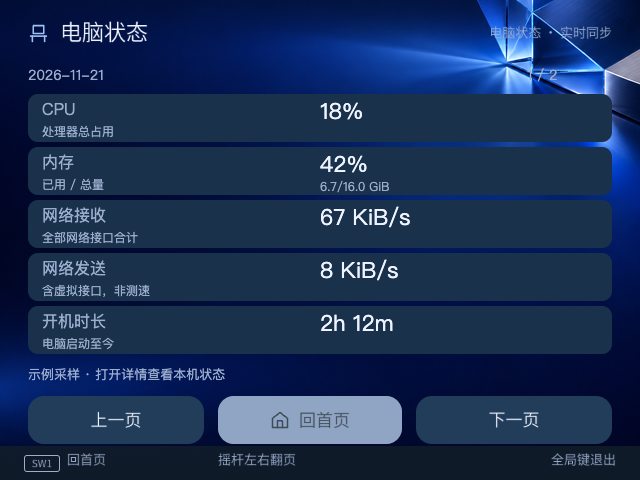 电脑状态
电脑状态 · 实时同步
2026-11-21
1 / 2
CPU
18%
处理器总占用
内存
42%
已用 / 总量
6.7/16.0 GiB
网络接收
67 KiB/s
全部网络接口合计
网络发送
8 KiB/s
含虚拟接口，非测速
开机时长
2h 12m
电脑启动至今
示例采样 · 打开详情查看本机状态
上一页
回首页
下一页
SW1
回首页
摇杆左右翻页
全局键退出